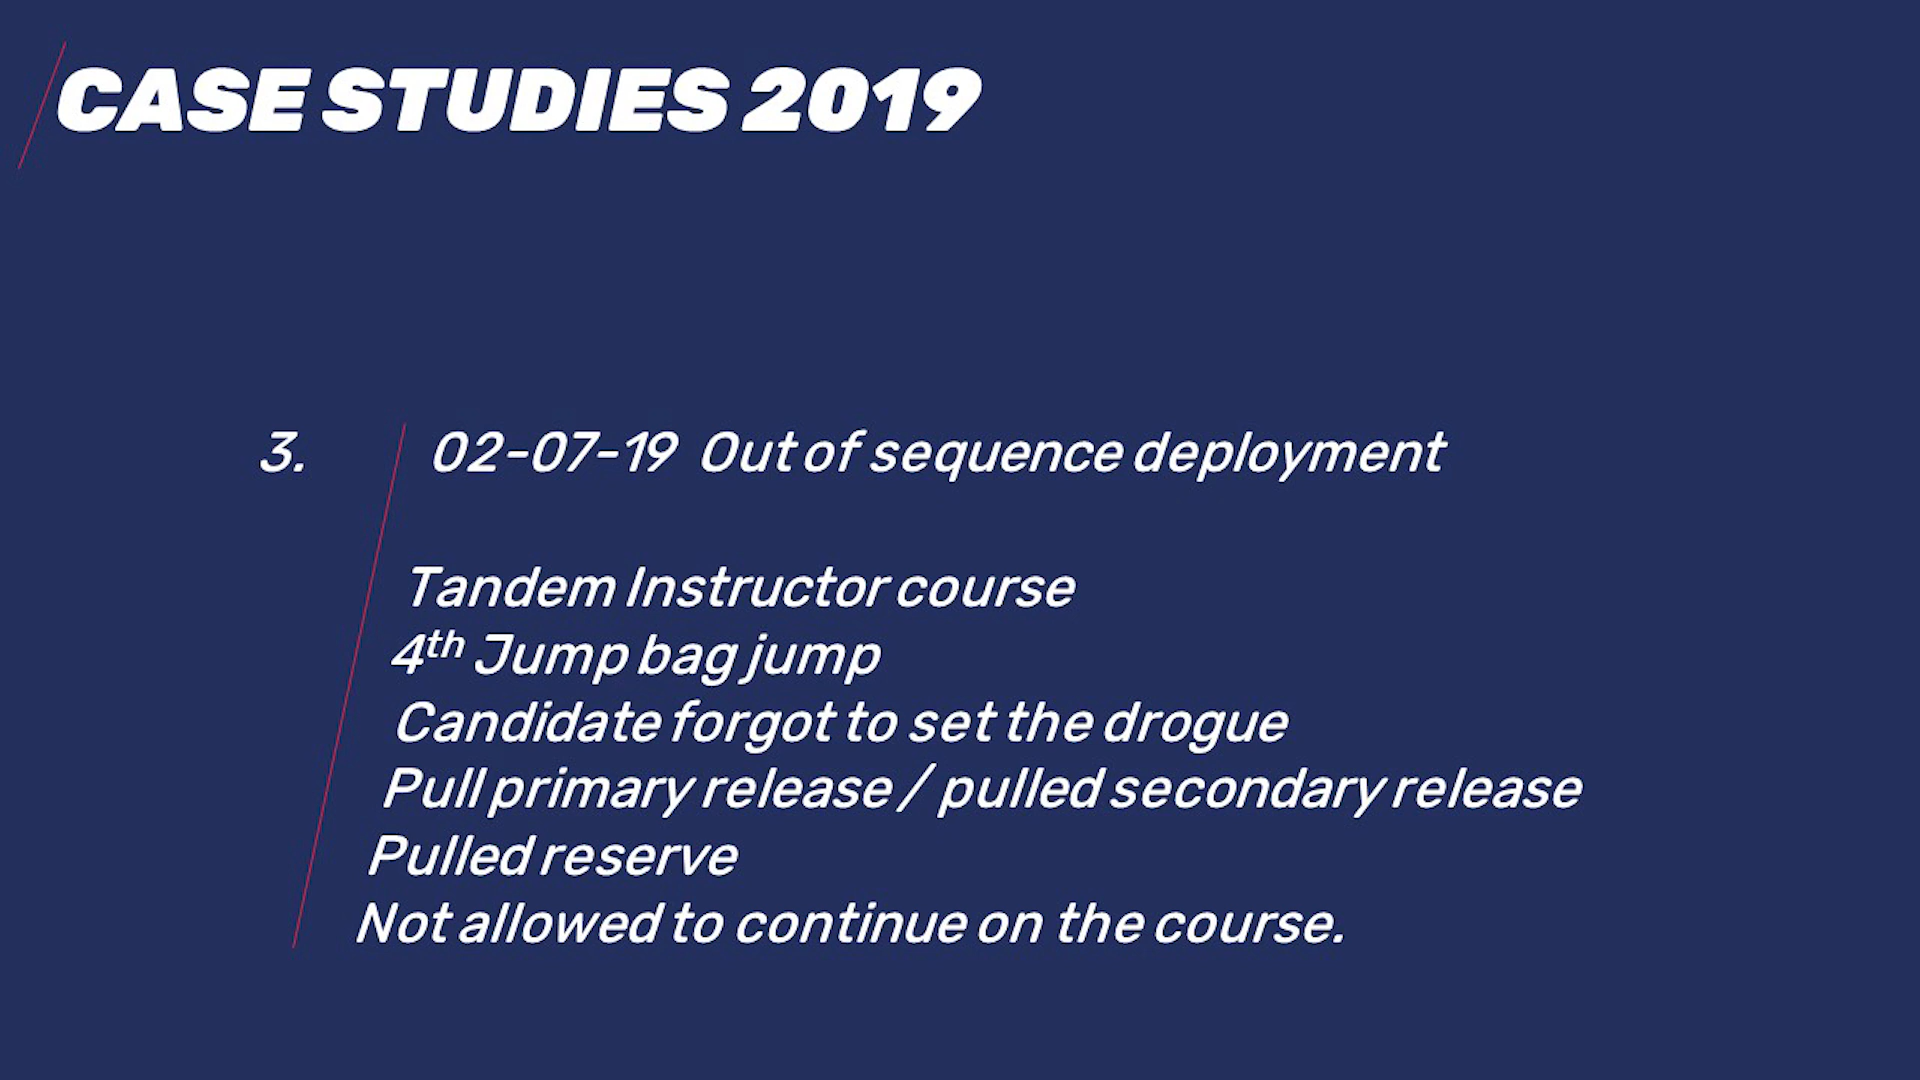 CASE STUDIES 2019
3. 02-07-19 Out of sequence deployment
Tandem Instructor course
4th Jump bag jump
Candidate forgot to set the drogue
Pull primary release / pulled secondary release
Pulled reserve
Not allowed to continue on the course.